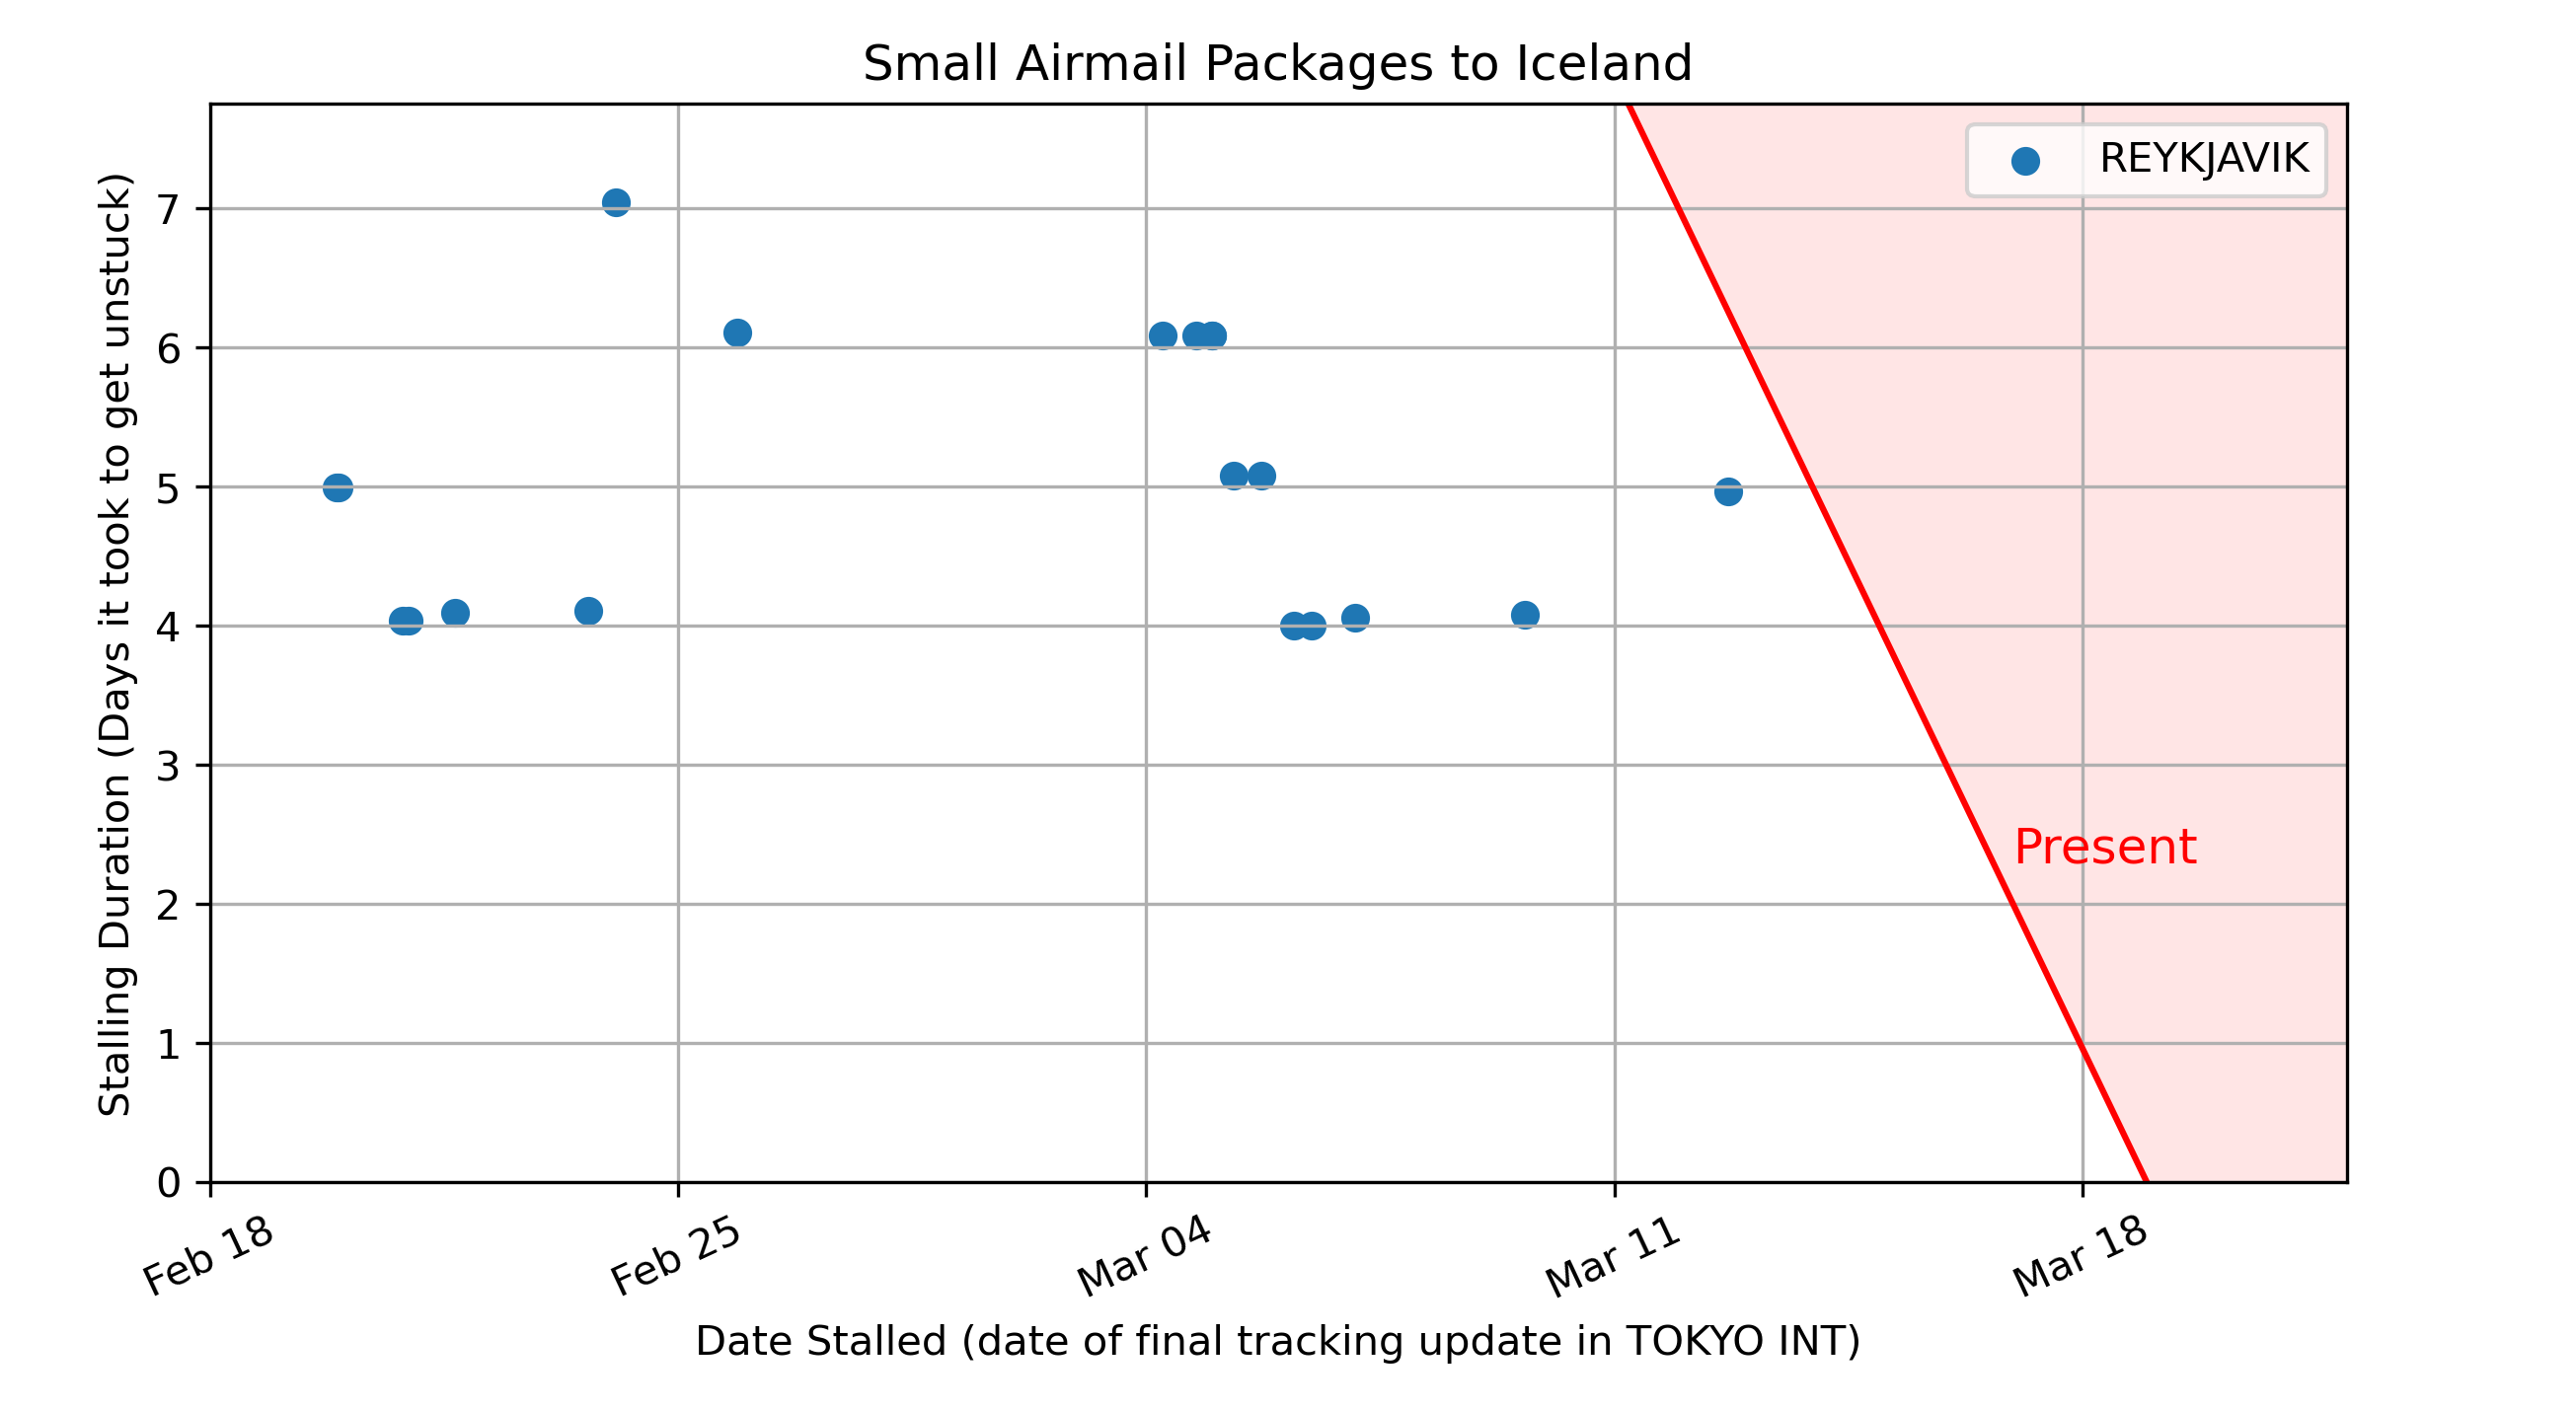 Small Airmail Packages to Iceland
REYKJAVIK
Stalling Duration (Days it took to get unstuck)
7
6
5
4
3
2
1
0
Present
Feb 18
Feb 25
Mar 04
Mar 11
Mar 18
Date Stalled (date of final tracking update in TOKYO INT)